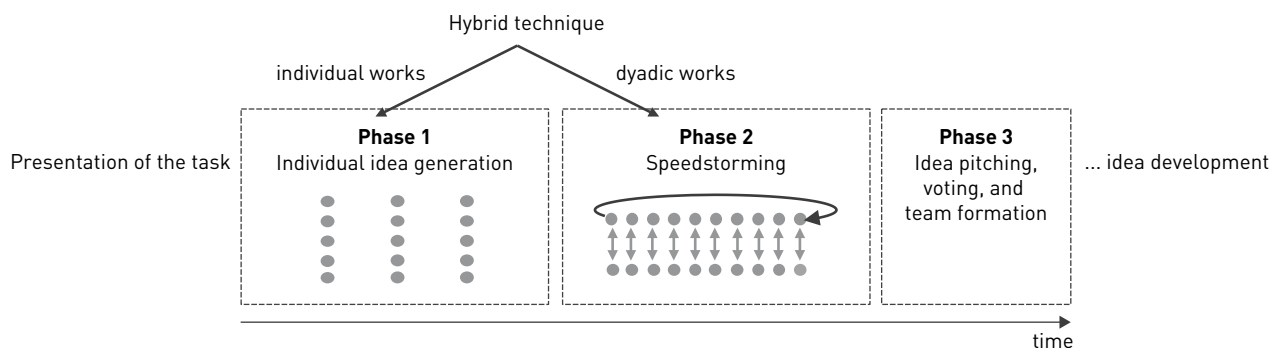 Hybrid technique
individual works
dyadic works
Presentation of the task
Phase 1
Individual idea generation
Phase 2
Speedstorming
Phase 3
Idea pitching,
voting, and
team formation
... idea development
time